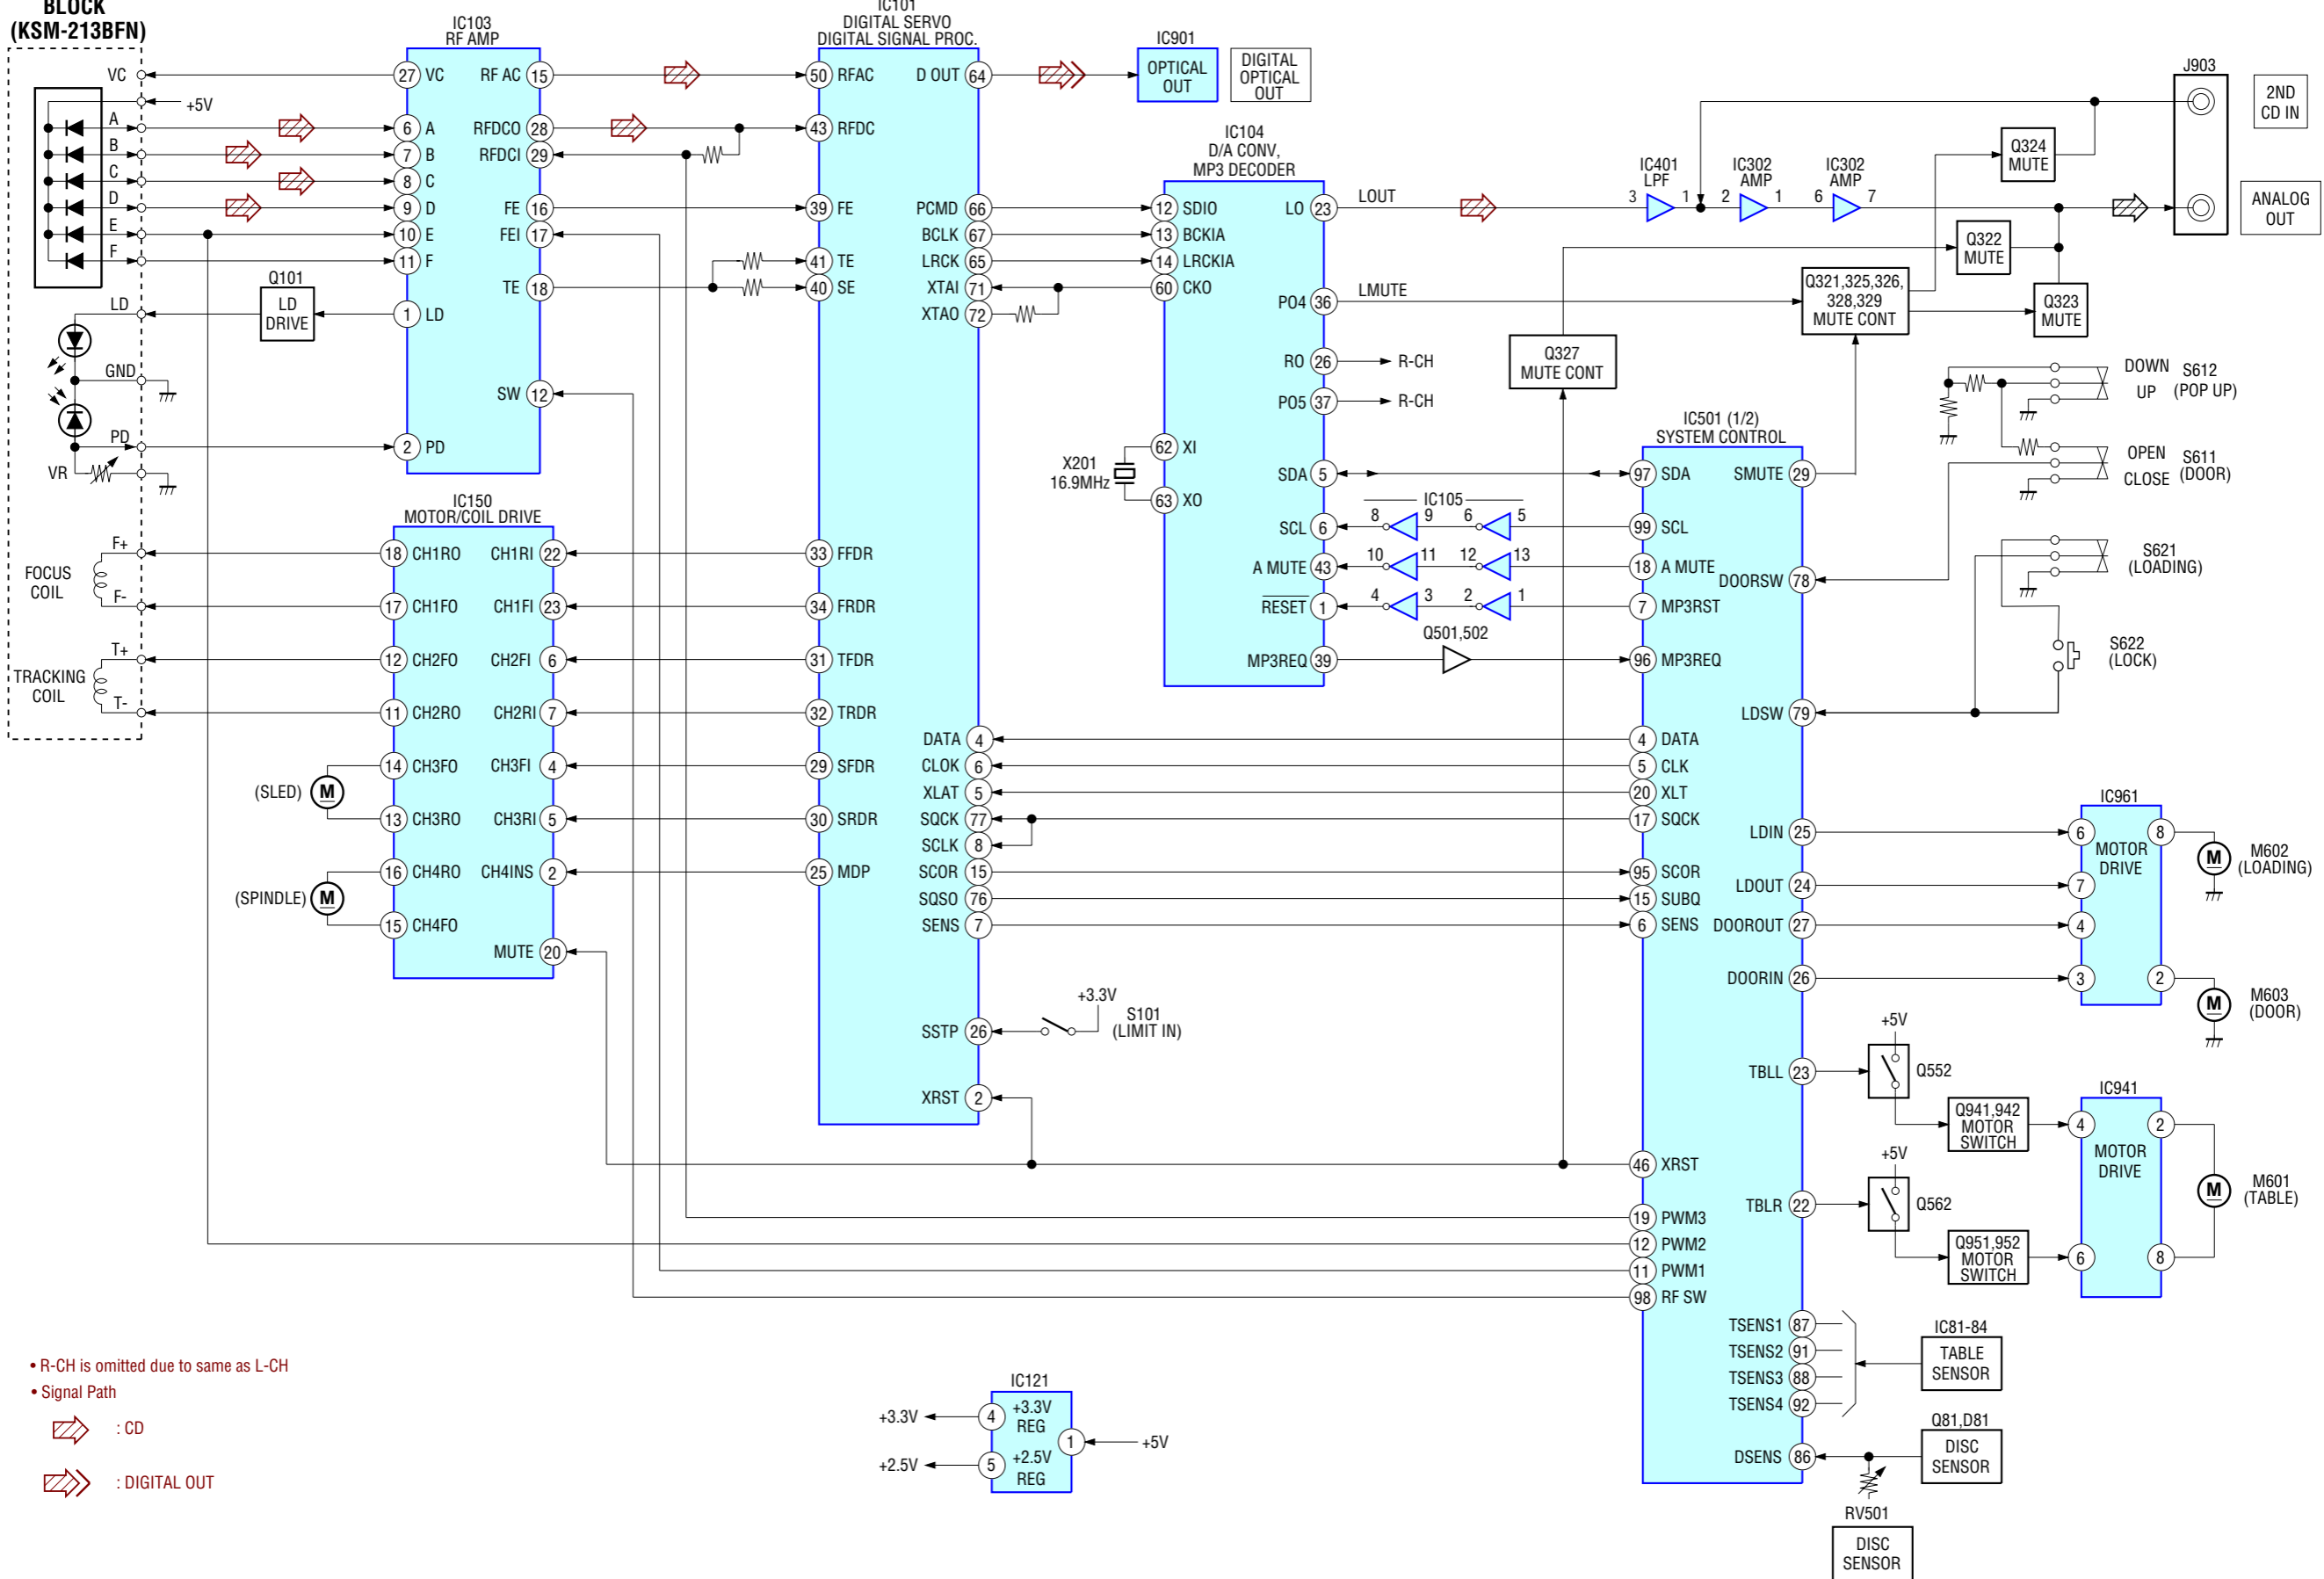 BLOCK
(KSM-213BFN)
VC
+5V
A
B
C
D
E
F
LD
GND
PD
VR
Q101
LD
DRIVE
FOCUS
COIL
F+
F-
TRACKING
COIL
T+
T-
(SLED)
M
(SPINDLE)
M
IC103
RF AMP
27 VC
6 A
7 B
8 C
9 D
10 E
11 F
1 LD
2 PD
RF AC 15
RFDCO 28
RFDCI 29
FE 16
FEI 17
TE 18
SW 12
IC150
MOTOR/COIL DRIVE
18 CH1RO
17 CH1FO
12 CH2FO
11 CH2RO
14 CH3FO
13 CH3RO
16 CH4RO
15 CH4FO
CH1RI 22
CH1FI 23
CH2FI 6
CH2RI 7
CH3FI 4
CH3RI 5
CH4INS 2
MUTE 20
IC101
DIGITAL SERVO
DIGITAL SIGNAL PROC.
50 RFAC
43 RFDC
39 FE
41 TE
40 SE
33 FFDR
34 FRDR
31 TFDR
32 TRDR
29 SFDR
30 SRDR
25 MDP
D OUT 64
PCMD 66
BCLK 67
LRCK 65
XTAI 71
XTAO 72
DATA 4
CLOK 6
XLAT 5
SQCK 77
SCLK 8
SCOR 15
SQSO 76
SENS 7
SSTP 26
XRST 2
+3.3V
S101
(LIMIT IN)
IC901
OPTICAL
OUT
DIGITAL
OPTICAL
OUT
IC104
D/A CONV,
MP3 DECODER
12 SDIO
13 BCKIA
14 LRCKIA
60 CKO
62 XI
63 XO
X201
16.9MHz
LO 23
PO4 36
RO 26
PO5 37
SDA 5
SCL 6
A MUTE 43
RESET 1
MP3REQ 39
LOUT
LMUTE
R-CH
R-CH
IC401
LPF
3
1
IC302
AMP
2
1
IC302
AMP
6
7
J903
2ND
CD IN
ANALOG
OUT
Q324
MUTE
Q322
MUTE
Q323
MUTE
Q321,325,326,
328,329
MUTE CONT
Q327
MUTE CONT
IC105
8 9 6 5
10 11 12 13
4 3 2 1
Q501,502
IC501 (1/2)
SYSTEM CONTROL
97 SDA
99 SCL
18 A MUTE
7 MP3RST
96 MP3REQ
4 DATA
5 CLK
20 XLT
17 SQCK
95 SCOR
15 SUBQ
6 SENS
46 XRST
19 PWM3
12 PWM2
11 PWM1
98 RF SW
SMUTE 29
DOORSW 78
LDSW 79
LDIN 25
LDOUT 24
DOOROUT 27
DOORIN 26
TBLL 23
TBLR 22
TSENS1 87
TSENS2 91
TSENS3 88
TSENS4 92
DSENS 86
DOWN
UP
S612
(POP UP)
OPEN
CLOSE
S611
(DOOR)
S621
(LOADING)
S622
(LOCK)
IC961
MOTOR
DRIVE
6
7
4
3
8
2
M
M602
(LOADING)
M
M603
(DOOR)
+5V
Q552
Q941,942
MOTOR
SWITCH
+5V
Q562
Q951,952
MOTOR
SWITCH
IC941
MOTOR
DRIVE
4
6
2
8
M
M601
(TABLE)
IC81-84
TABLE
SENSOR
Q81,D81
DISC
SENSOR
RV501
DISC
SENSOR
IC121
4 +3.3V
REG
5 +2.5V
REG
1
+3.3V
+2.5V
+5V
• R-CH is omitted due to same as L-CH
• Signal Path
: CD
: DIGITAL OUT